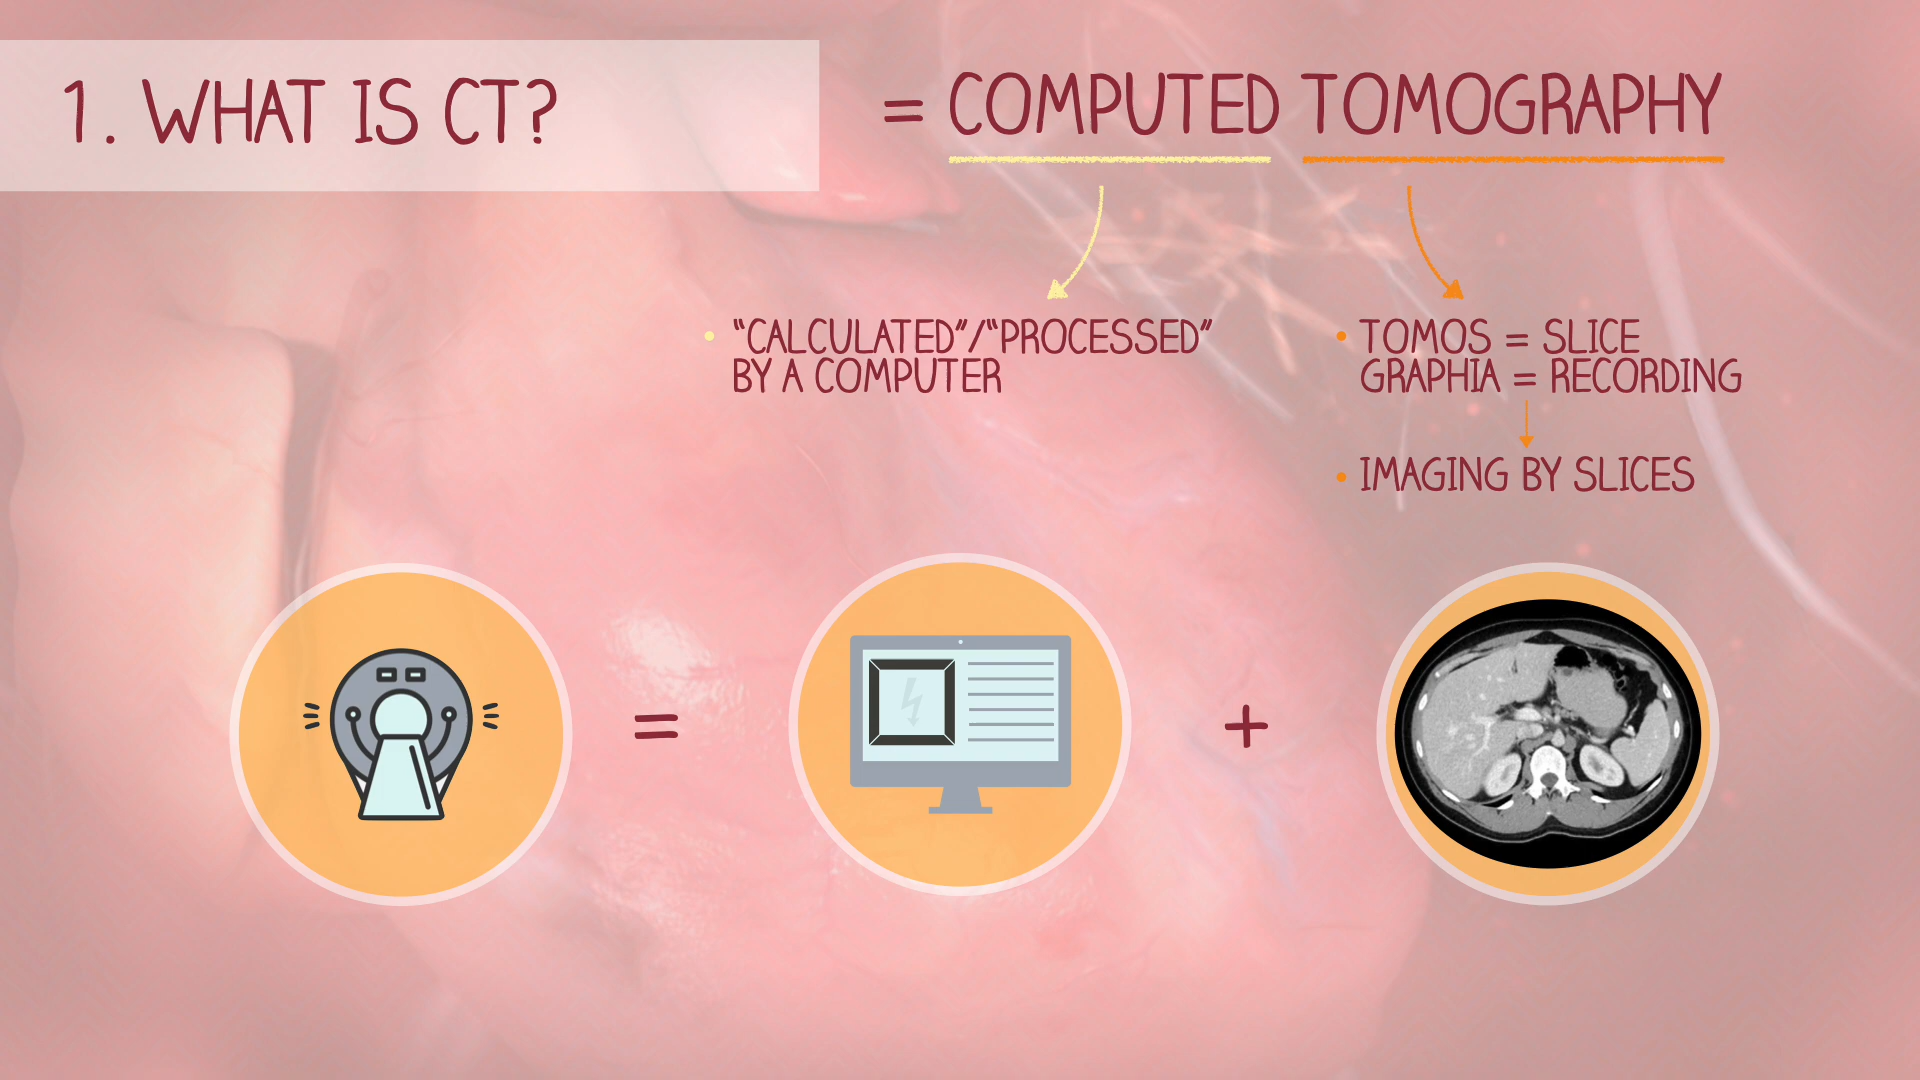 1. WHAT IS CT?
= COMPUTED TOMOGRAPHY
• "CALCULATED"/"PROCESSED"
BY A COMPUTER
• TOMOS = SLICE
GRAPHIA = RECORDING
• IMAGING BY SLICES
= +